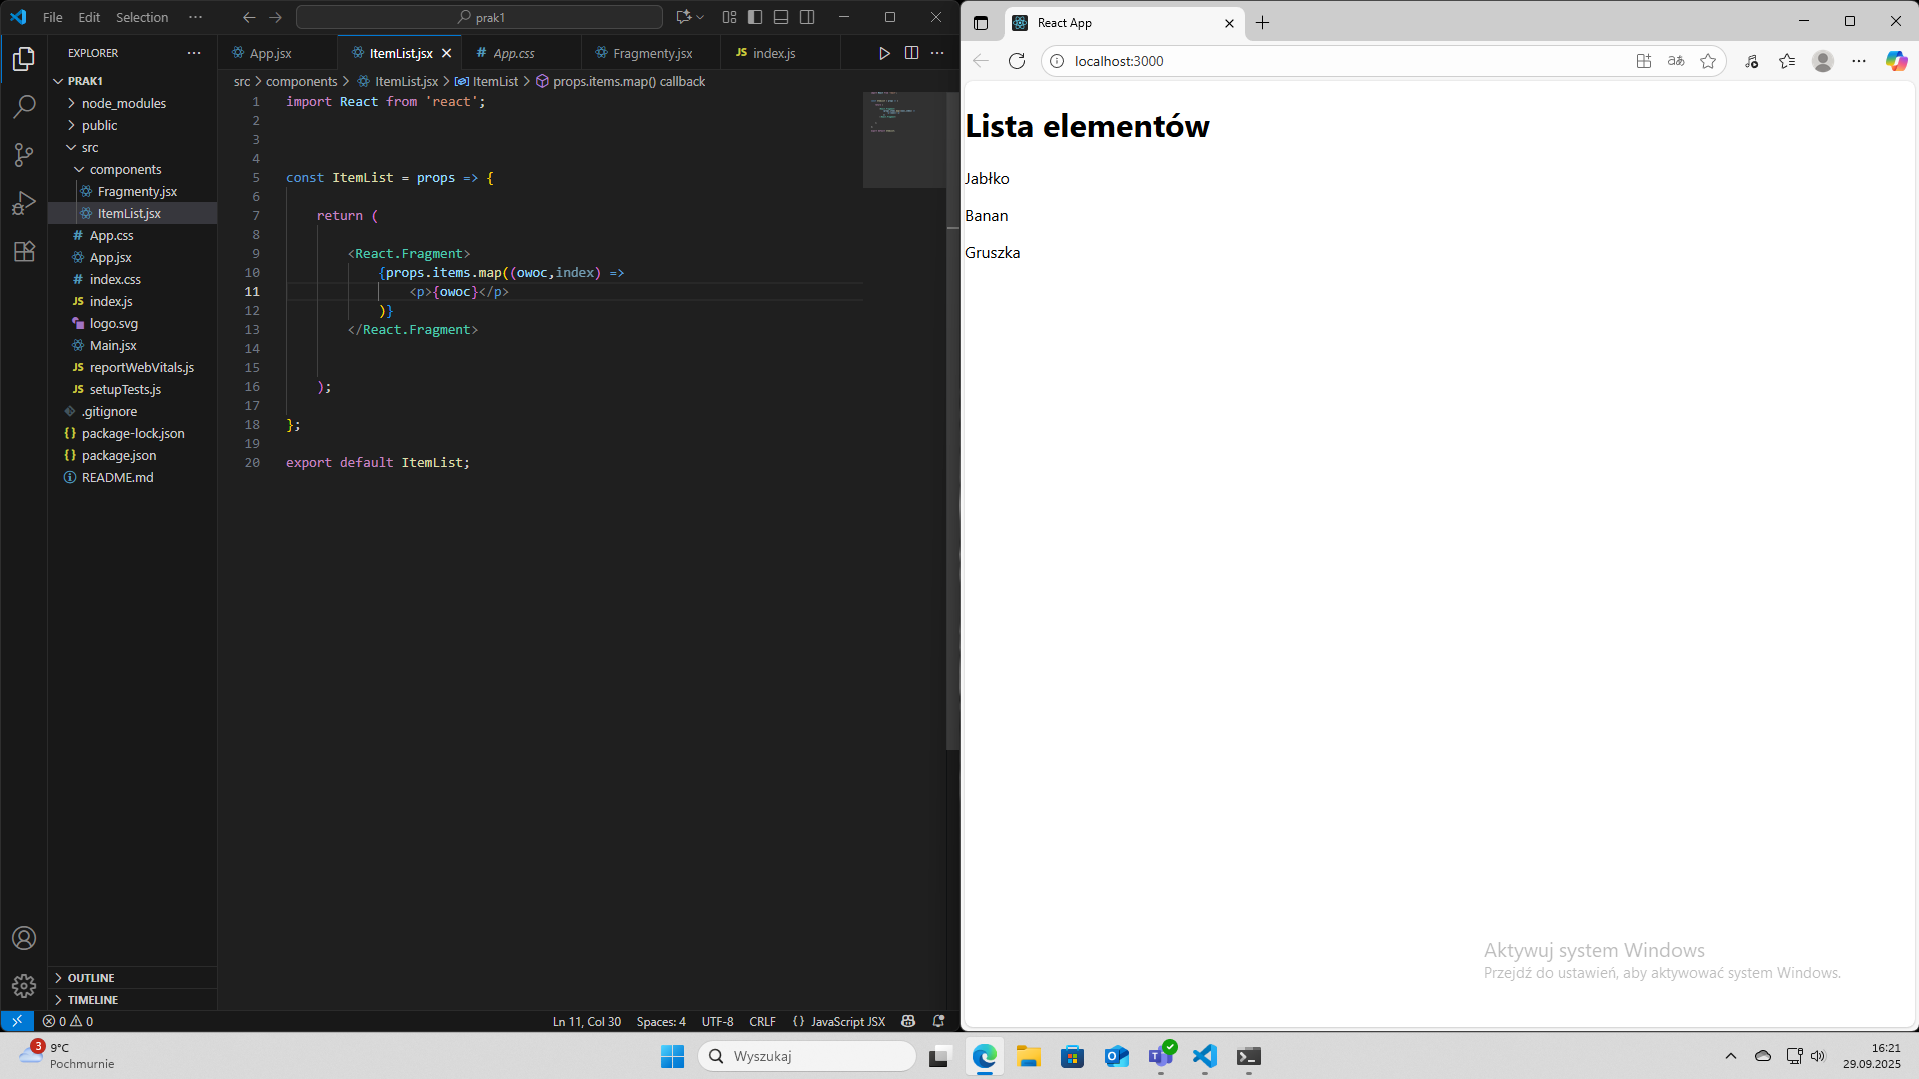 File Edit Selection ···
prak1
EXPLORER
PRAK1
node_modules
public
src
components
Fragmenty.jsx
ItemList.jsx
# App.css
App.jsx
# index.css
JS index.js
logo.svg
Main.jsx
JS reportWebVitals.js
JS setupTests.js
.gitignore
{} package-lock.json
{} package.json
README.md
OUTLINE
TIMELINE
App.jsx
ItemList.jsx
# App.css
Fragmenty.jsx
JS index.js
src > components > ItemList.jsx > ItemList > props.items.map() callback
1 import React from 'react';
2
3
4
5 const ItemList = props => {
6
7 return (
8
9 <React.Fragment>
10 {props.items.map((owoc,index) =>
11 <p>{owoc}</p>
12 )}
13 </React.Fragment>
14
15
16 );
17
18 };
19
20 export default ItemList;
0 0
Ln 11, Col 30 Spaces: 4 UTF-8 CRLF {} JavaScript JSX
React App
localhost:3000
Lista elementów
Jabłko
Banan
Gruszka
Aktywuj system Windows
Przejdź do ustawień, aby aktywować system Windows.
3
9°C
Pochmurnie
Wyszukaj
16:21
29.09.2025